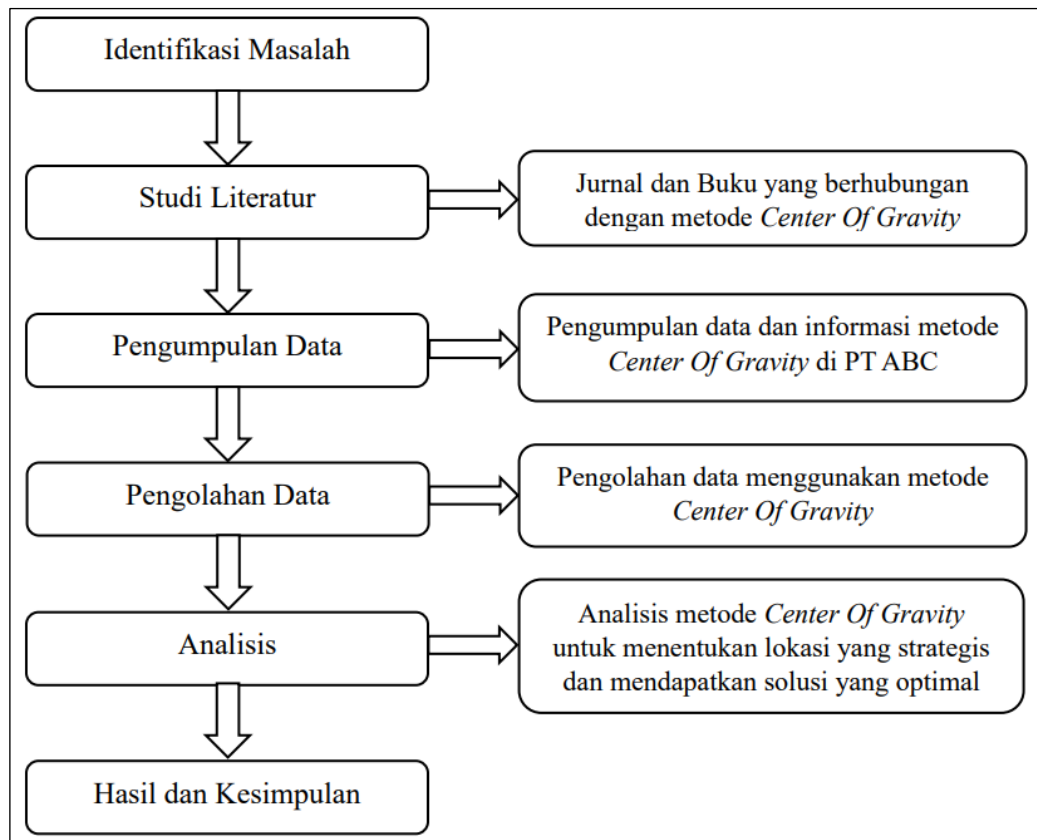 Identifikasi Masalah
Studi Literatur
Jurnal dan Buku yang berhubungan
dengan metode Center Of Gravity
Pengumpulan Data
Pengumpulan data dan informasi metode
Center Of Gravity di PT ABC
Pengolahan Data
Pengolahan data menggunakan metode
Center Of Gravity
Analisis
Analisis metode Center Of Gravity
untuk menentukan lokasi yang strategis
dan mendapatkan solusi yang optimal
Hasil dan Kesimpulan